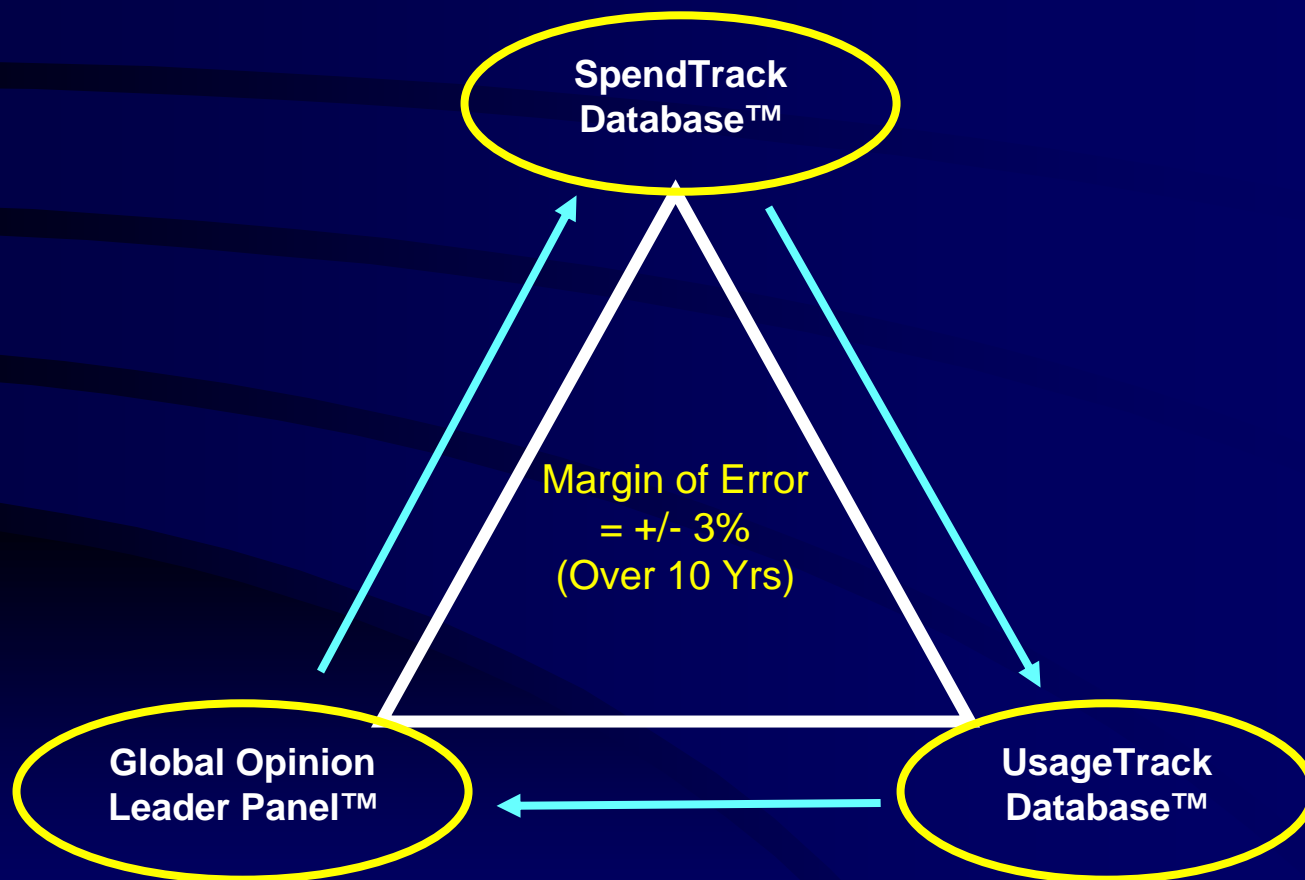 SpendTrack
Database™
Margin of Error
= +/- 3%
(Over 10 Yrs)
Global Opinion
Leader Panel™
UsageTrack
Database™